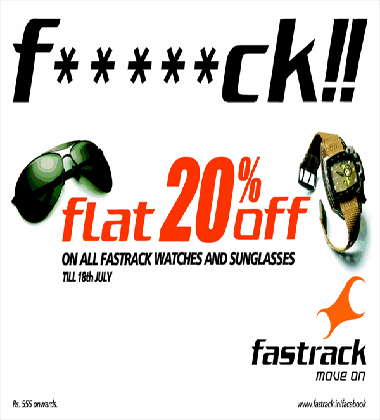 f*****ck!!
flat 20% off
ON ALL FASTRACK WATCHES AND SUNGLASSES
TILL 18th JULY
fastrack
move on
Rs. 555 onwards.
www.fastrack.in/facebook